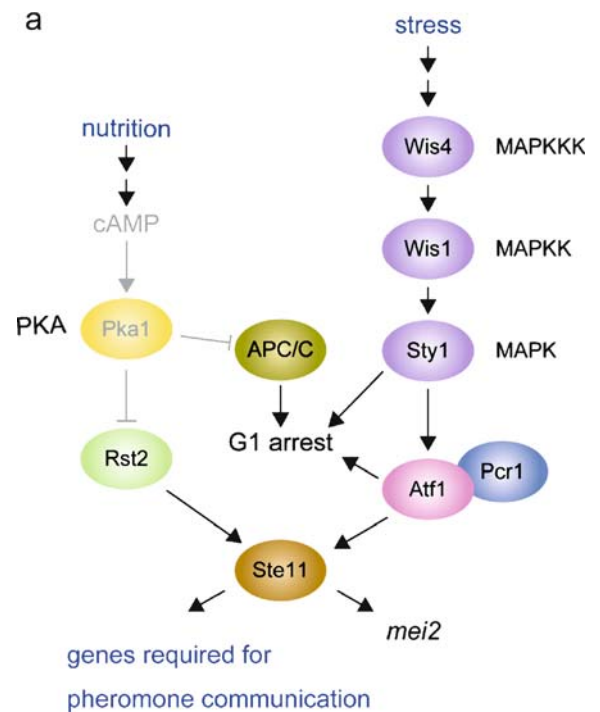 a
stress
nutrition
Wis4 MAPKKK
cAMP
Wis1 MAPKK
PKA Pka1
APC/C Sty1 MAPK
G1 arrest
Rst2 Atf1 Pcr1
Ste11
mei2
genes required for
pheromone communication